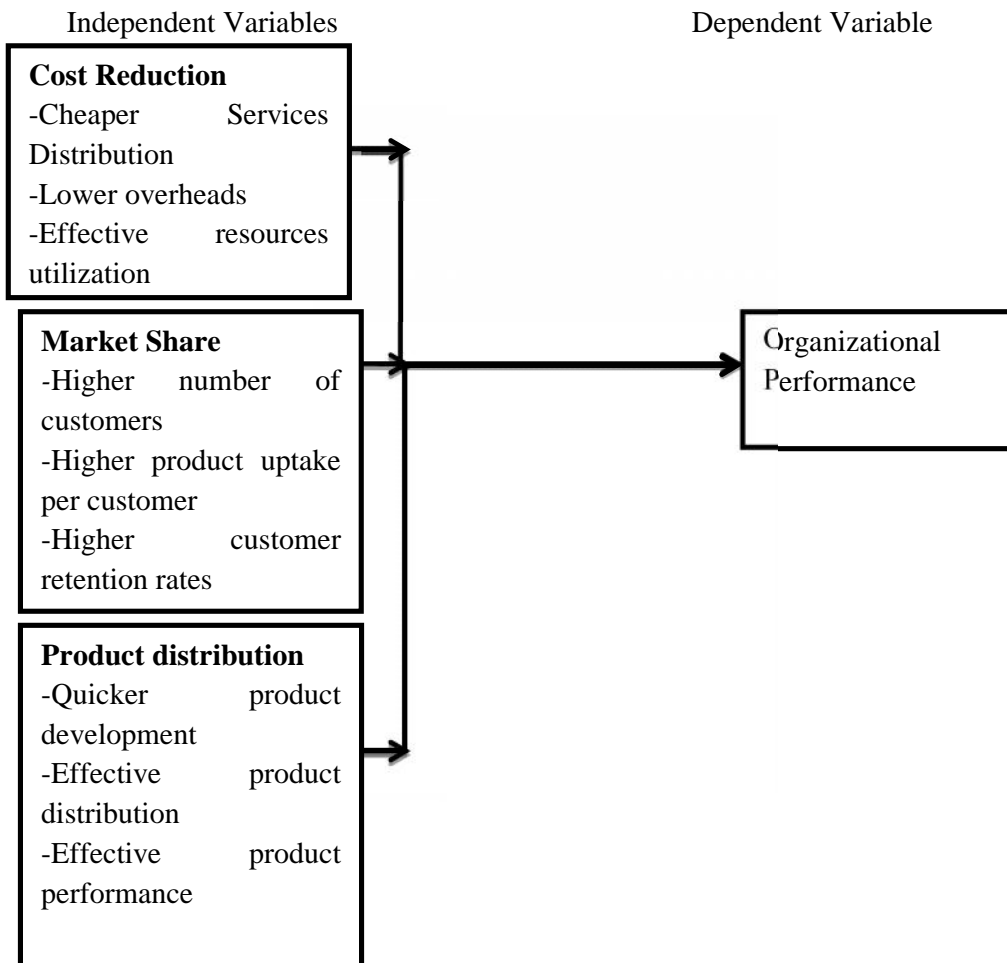 Independent Variables
Dependent Variable
Cost Reduction
-Cheaper Services
Distribution
-Lower overheads
-Effective resources
utilization
Market Share
-Higher number of
customers
-Higher product uptake
per customer
-Higher customer
retention rates
Product distribution
-Quicker product
development
-Effective product
distribution
-Effective product
performance
Organizational
Performance